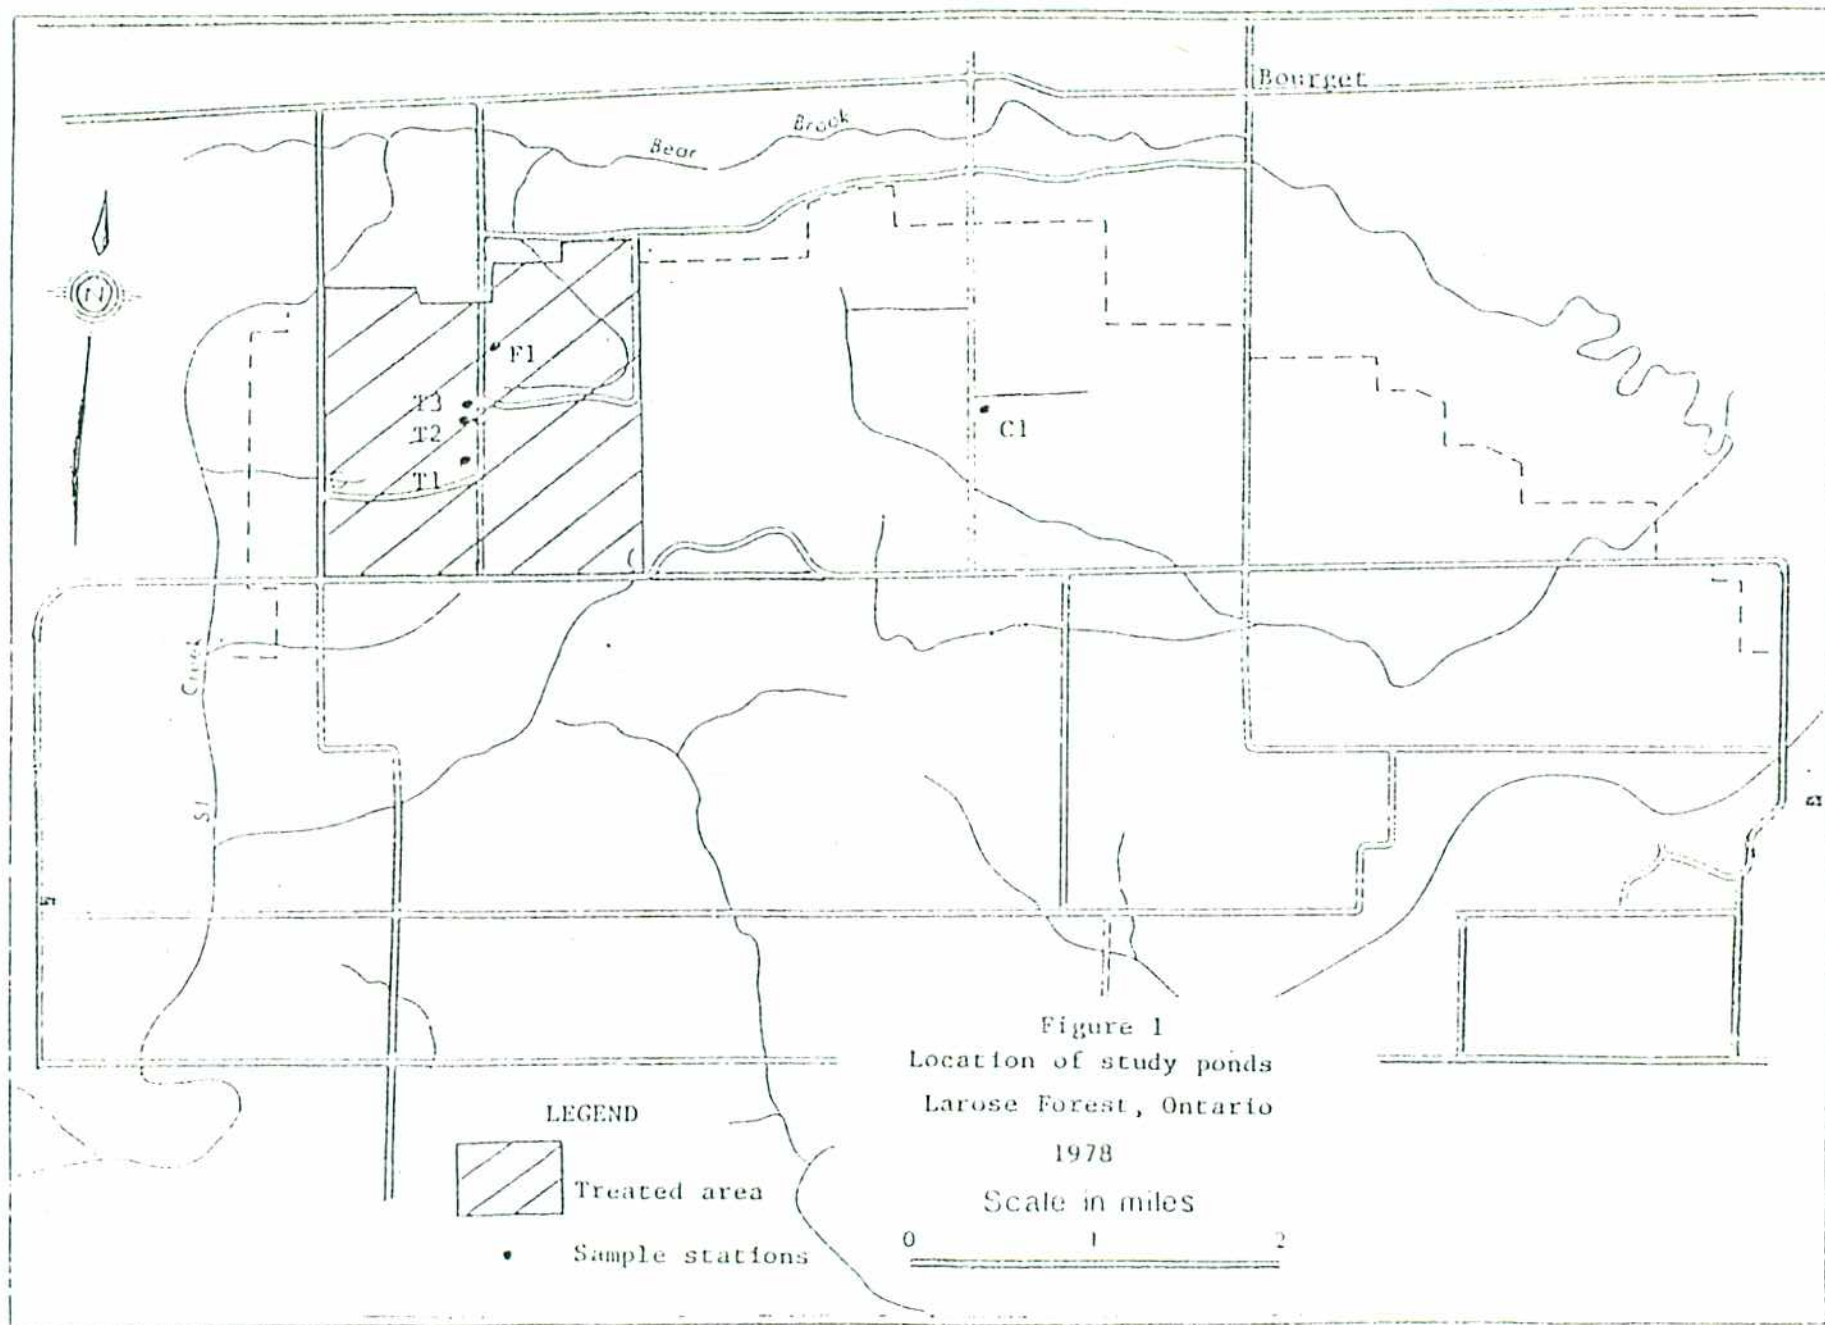 Bourget
Bear Brook
N
F1
T3
T2
C1
T1
Creek
Figure 1
Location of study ponds
Larose Forest, Ontario
LEGEND
1978
Treated area
Scale in miles
0 1 2
Sample stations